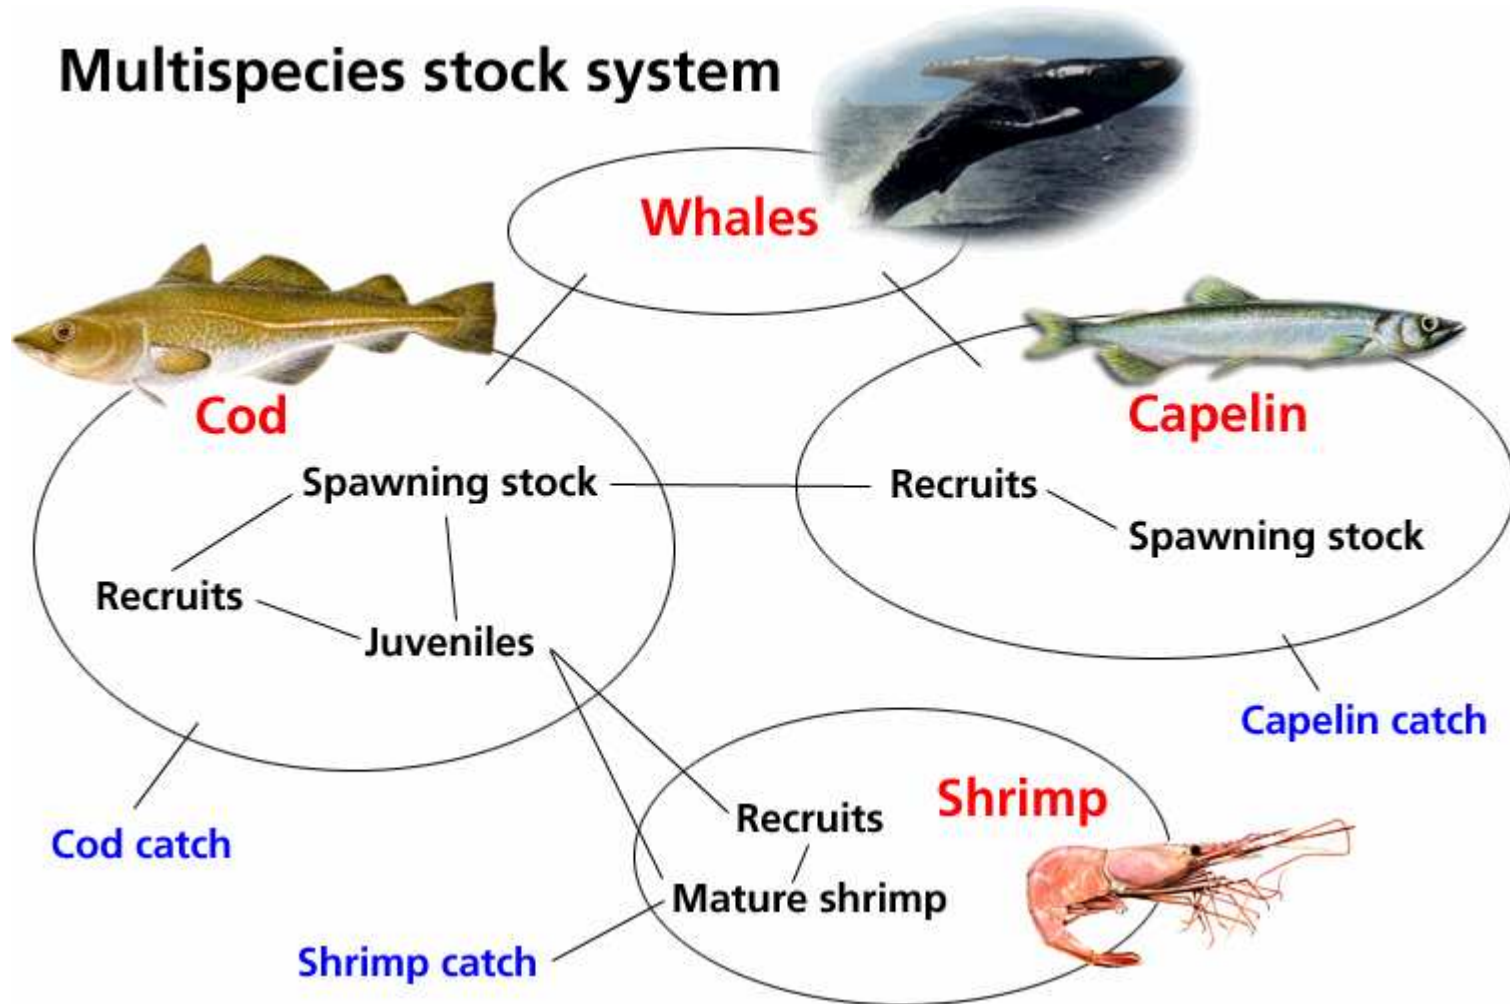 Multispecies stock system
Whales
Cod
Capelin
Spawning stock
Recruits
Spawning stock
Recruits
Juveniles
Capelin catch
Shrimp
Recruits
Cod catch
Mature shrimp
Shrimp catch